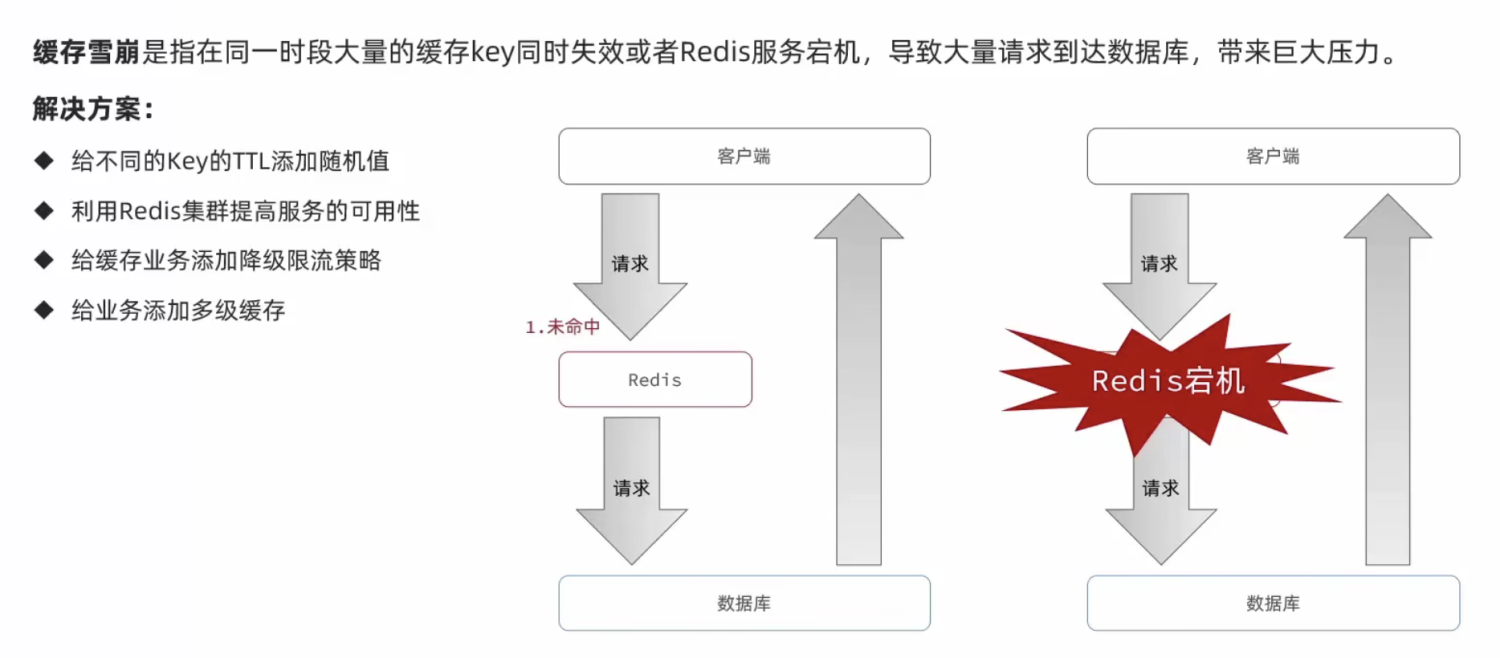 缓存雪崩是指在同一时段大量的缓存key同时失效或者Redis服务宕机，导致大量请求到达数据库，带来巨大压力。
解决方案：
◆ 给不同的Key的TTL添加随机值
◆ 利用Redis集群提高服务的可用性
◆ 给缓存业务添加降级限流策略
◆ 给业务添加多级缓存
客户端
请求
1.未命中
Redis
请求
数据库
客户端
请求
Redis宕机
请求
数据库